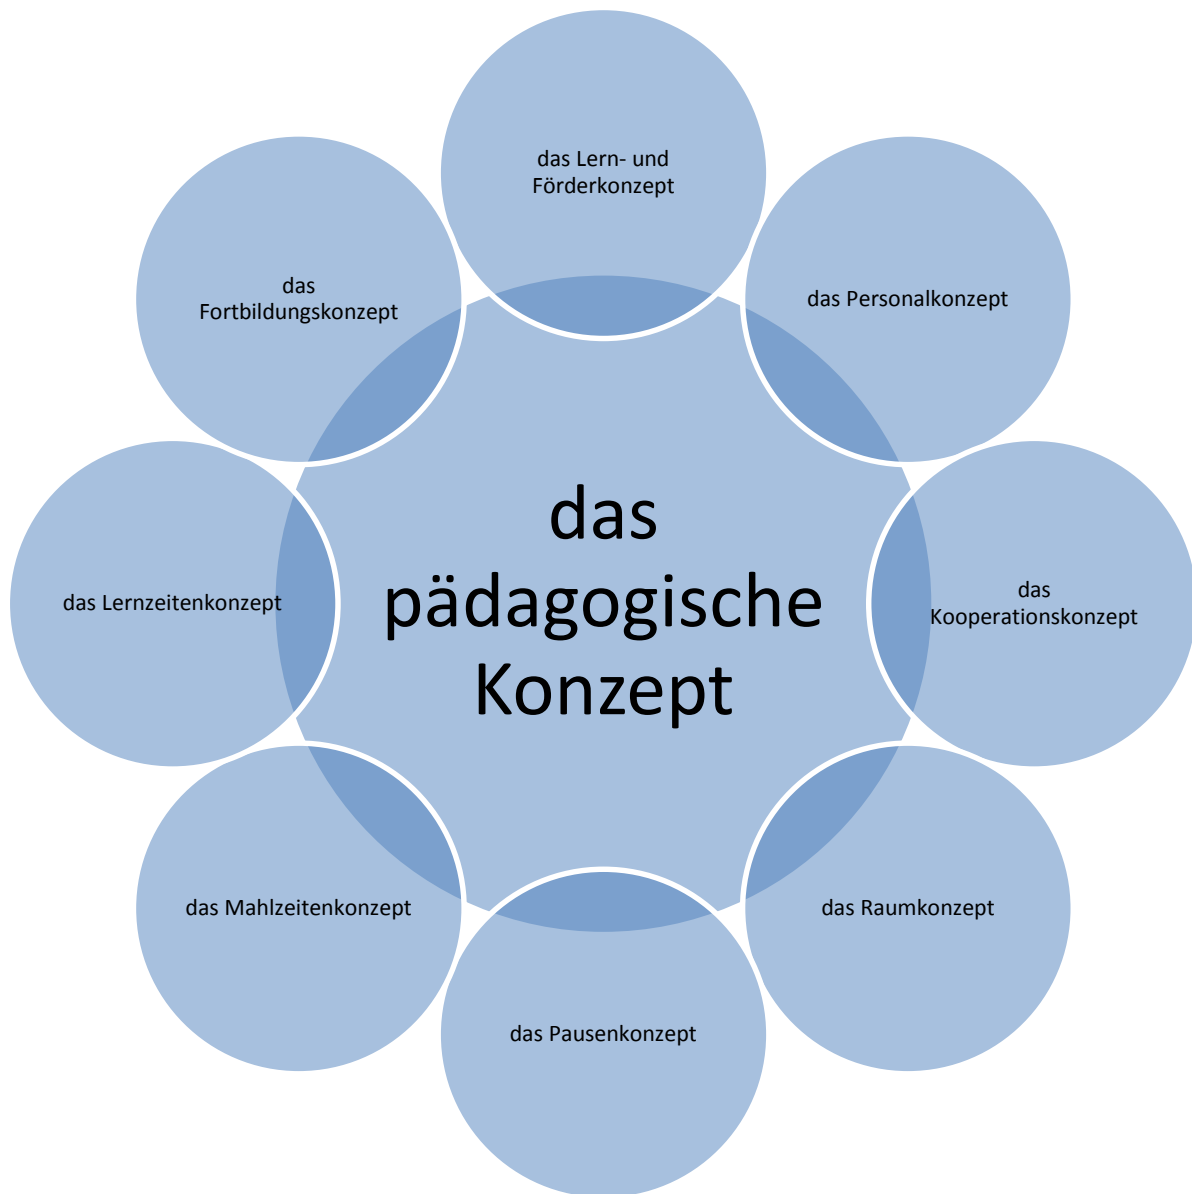 das Lern- und
Förderkonzept
das Personalkonzept
das
Kooperationskonzept
das Raumkonzept
das Pausenkonzept
das Mahlzeitenkonzept
das Lernzeitenkonzept
das
Fortbildungskonzept
das
pädagogische
Konzept